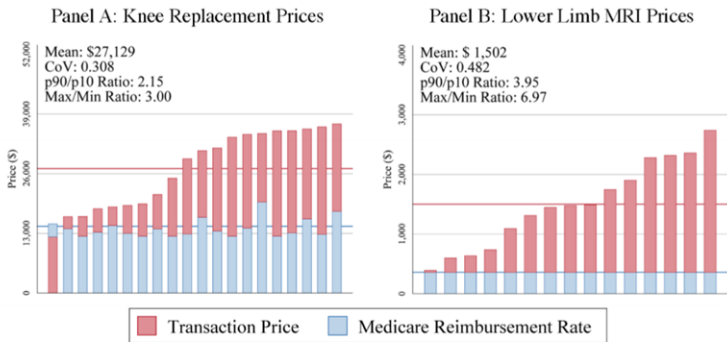 Panel A: Knee Replacement Prices
Mean: $27,129
CoV: 0.308
p90/p10 Ratio: 2.15
Max/Min Ratio: 3.00
Price ($)
52,000
39,000
26,000
13,000
0
Panel B: Lower Limb MRI Prices
Mean: $ 1,502
CoV: 0.482
p90/p10 Ratio: 3.95
Max/Min Ratio: 6.97
Price ($)
4,000
3,000
2,000
1,000
0
Transaction Price
Medicare Reimbursement Rate